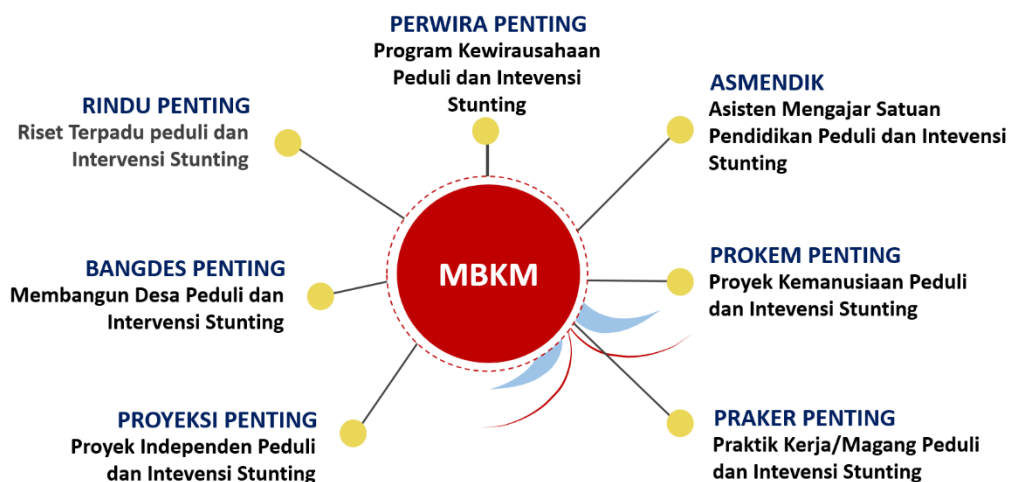 PERWIRA PENTING
Program Kewirausahaan
Peduli dan Intevensi
Stunting
ASMENDIK
Asisten Mengajar Satuan
Pendidikan Peduli dan Intevensi
Stunting
RINDU PENTING
Riset Terpadu peduli dan
Intervensi Stunting
MBKM
PROKEM PENTING
Proyek Kemanusiaan Peduli
dan Intevensi Stunting
BANGDES PENTING
Membangun Desa Peduli dan
Intervensi Stunting
PROYEKSI PENTING
Proyek Independen Peduli
dan Intevensi Stunting
PRAKER PENTING
Praktik Kerja/Magang Peduli
dan Intevensi Stunting